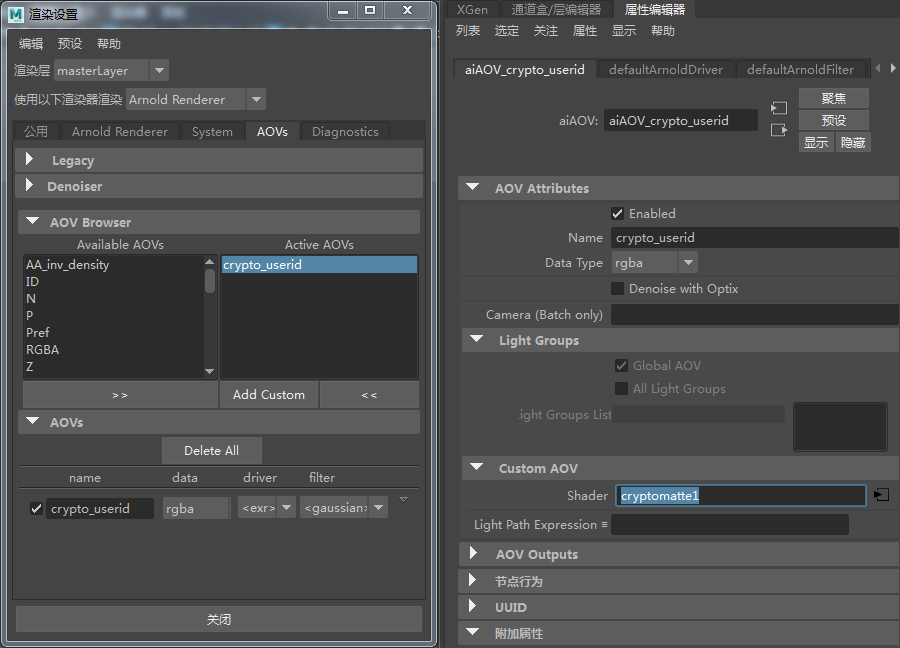 渲染设置
编辑 预设 帮助
渲染层 masterLayer
使用以下渲染器渲染 Arnold Renderer
公用 Arnold Renderer System AOVs Diagnostics
Legacy
Denoiser
AOV Browser
Available AOVs Active AOVs
AA_inv_density crypto_userid
ID
N
P
Pref
RGBA
Z
>> Add Custom <<
AOVs
Delete All
name data driver filter
crypto_userid rgba <exr> <gaussian>
关闭
XGen 通道盒/层编辑器 属性编辑器
列表 选定 关注 属性 显示 帮助
aiAOV_crypto_userid defaultArnoldDriver defaultArnoldFilter
聚焦
aiAOV: aiAOV_crypto_userid 预设
显示 隐藏
AOV Attributes
Enabled
Name crypto_userid
Data Type rgba
Denoise with Optix
Camera (Batch only)
Light Groups
Global AOV
All Light Groups
ight Groups List
Custom AOV
Shader cryptomatte1
Light Path Expression =
AOV Outputs
节点行为
UUID
附加属性